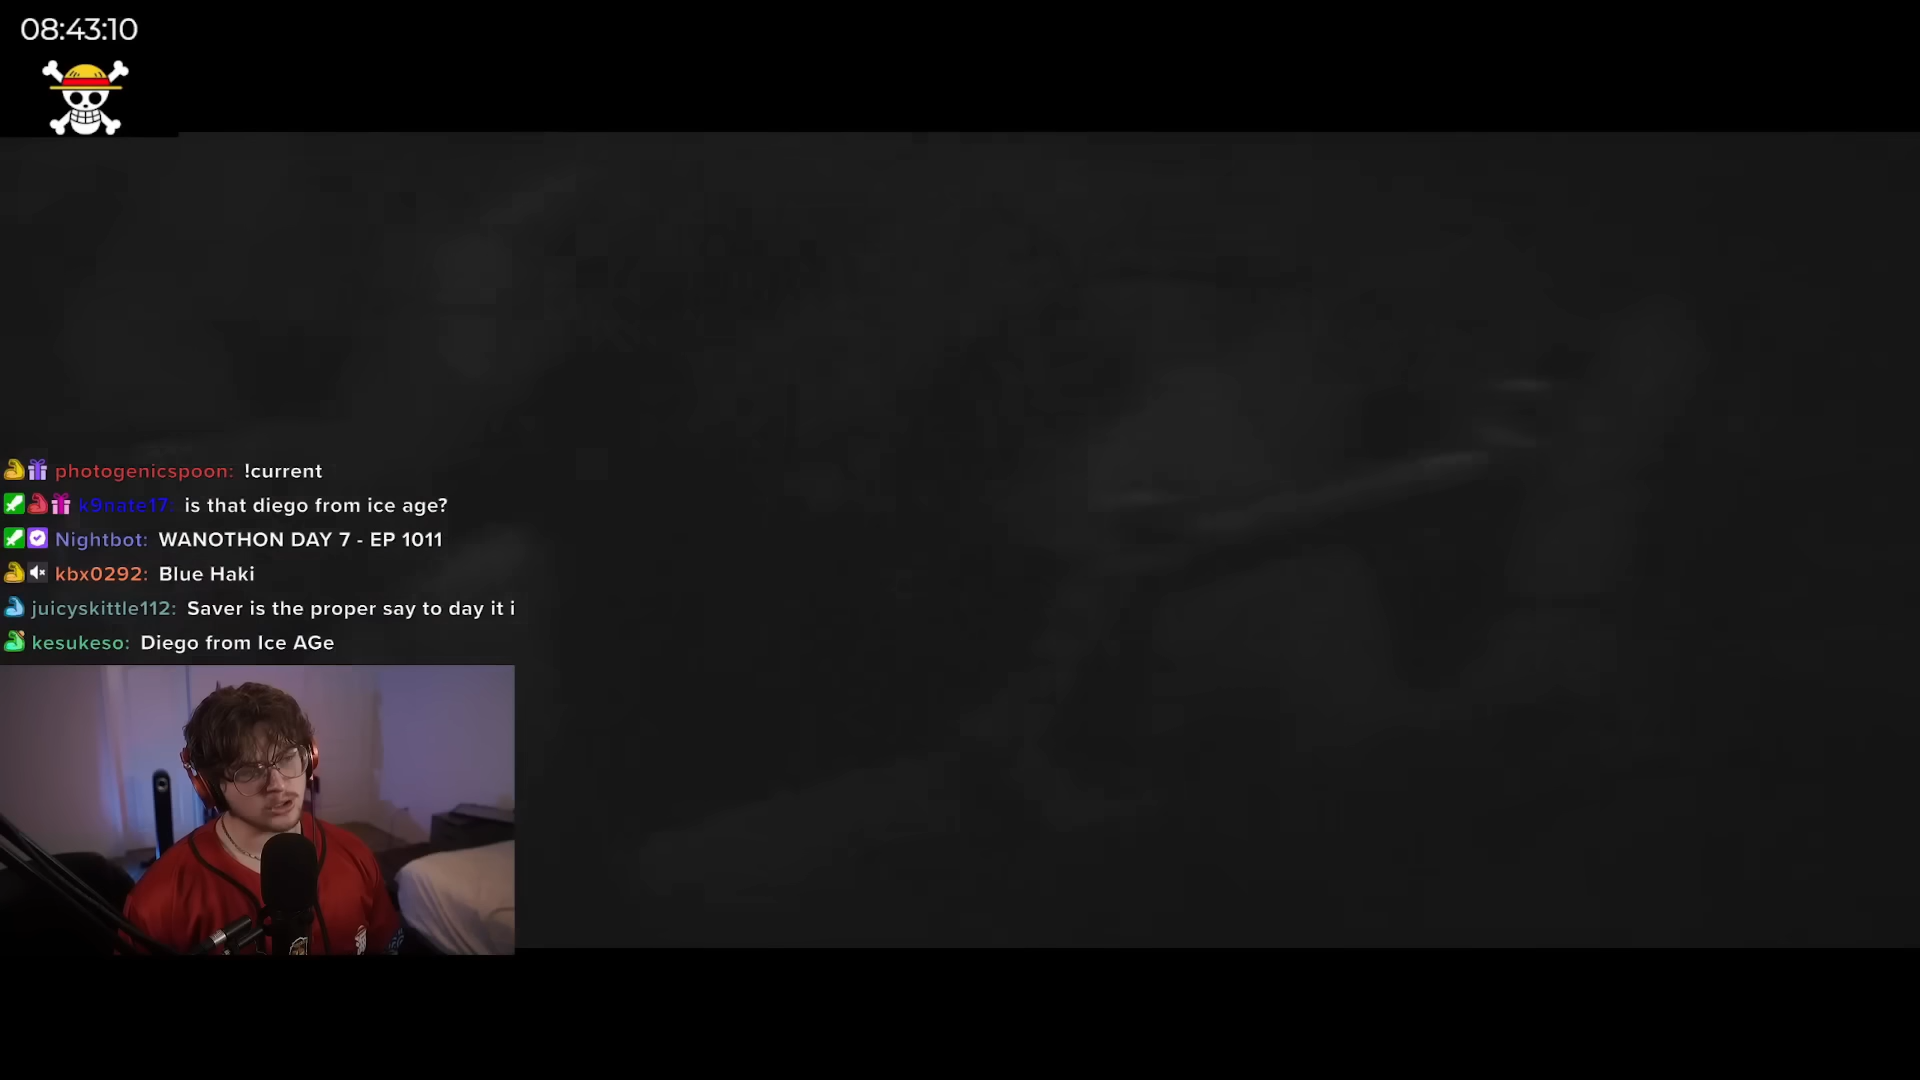 08:43:10
photogenicspoon: !current
k9nate17: is that diego from ice age?
Nightbot: WANOTHON DAY 7 - EP 1011
kbx0292: Blue Haki
juicyskittle112: Saver is the proper say to day it i
kesukeso: Diego from Ice AGe